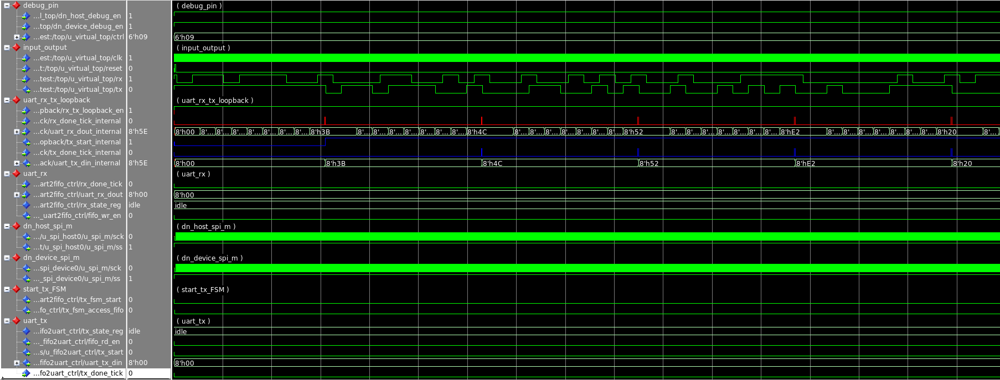 debug_pin ( debug_pin )
...l_top/dn_host_debug_en 1
...top/dn_device_debug_en 1
...est:/top/u_virtual_top/ctrl 6'h09 6'h09
input_output ( input_output )
...est:/top/u_virtual_top/clk 1
...t:/top/u_virtual_top/reset 0
...test:/top/u_virtual_top/rx 1
...test:/top/u_virtual_top/tx 0
uart_rx_tx_loopback ( uart_rx_tx_loopback )
...pback/rx_tx_loopback_en 1
...ck/rx_done_tick_internal 0
...ck/uart_rx_dout_internal 8'h5E 8'h00 8'... 8'... 8'... 8'... 8'... 8'... 8'... 8'h3B 8'... 8'... 8'... 8'... 8'... 8'... 8'... 8'h4C 8'... 8'... 8'... 8'... 8'... 8'... 8'... 8'h52 8'... 8'... 8'... 8'... 8'... 8'... 8'... 8'hE2 8'... 8'... 8'... 8'... 8'... 8'... 8'... 8'h20 8'... 8'...
...opback/tx_start_internal 1
...ck/tx_done_tick_internal 0
...ack/uart_tx_din_internal 8'h5E 8'h00 8'h3B 8'h4C 8'h52 8'hE2 8'h20
uart_rx ( uart_rx )
...art2fifo_ctrl/rx_done_tick 0
...art2fifo_ctrl/uart_rx_dout 8'h00 8'h00
...art2fifo_ctrl/rx_state_reg idle idle
..._uart2fifo_ctrl/fifo_wr_en 0
dn_host_spi_m ( dn_host_spi_m )
.../u_spi_host0/u_spi_m/sck 0
...t/u_spi_host0/u_spi_m/ss 1
dn_device_spi_m ( dn_device_spi_m )
...spi_device0/u_spi_m/sck 0
..._spi_device0/u_spi_m/ss 1
start_tx_FSM ( start_tx_FSM )
...art2fifo_ctrl/tx_fsm_start 0
...fo_ctrl/tx_fsm_access_fifo 0
uart_tx ( uart_tx )
...ifo2uart_ctrl/tx_state_reg idle idle
..._fifo2uart_ctrl/fifo_rd_en 0
...s/u_fifo2uart_ctrl/tx_start 0
...fifo2uart_ctrl/uart_tx_din 8'h00 8'h00
...fo2uart_ctrl/tx_done_tick 0